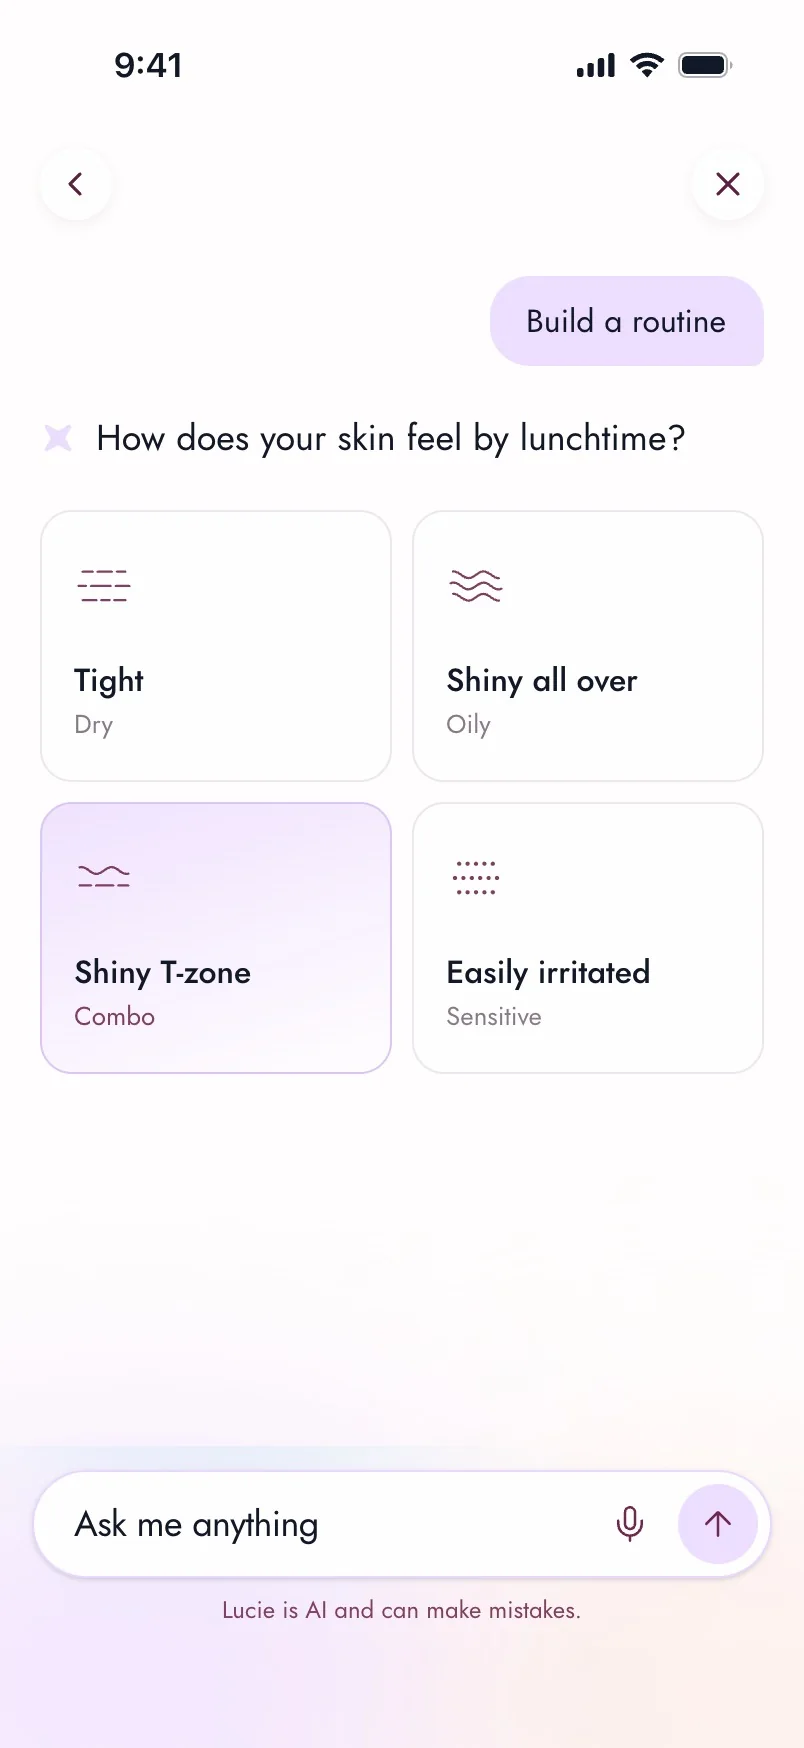 9:41
Build a routine
How does your skin feel by lunchtime?
Tight
Dry
Shiny all over
Oily
Shiny T-zone
Combo
Easily irritated
Sensitive
Ask me anything
Lucie is AI and can make mistakes.